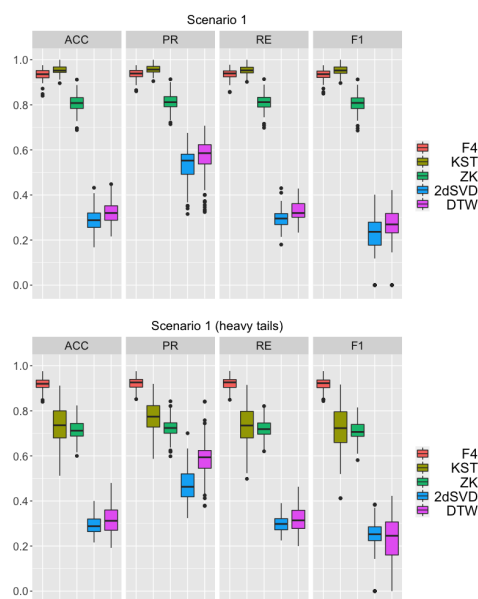 Scenario 1
ACC PR RE F1
1.0
0.8
0.6
0.4
0.2
0.0
F4
KST
ZK
2dSVD
DTW
Scenario 1 (heavy tails)
ACC PR RE F1
1.0
0.8
0.6
0.4
0.2
0.0
F4
KST
ZK
2dSVD
DTW